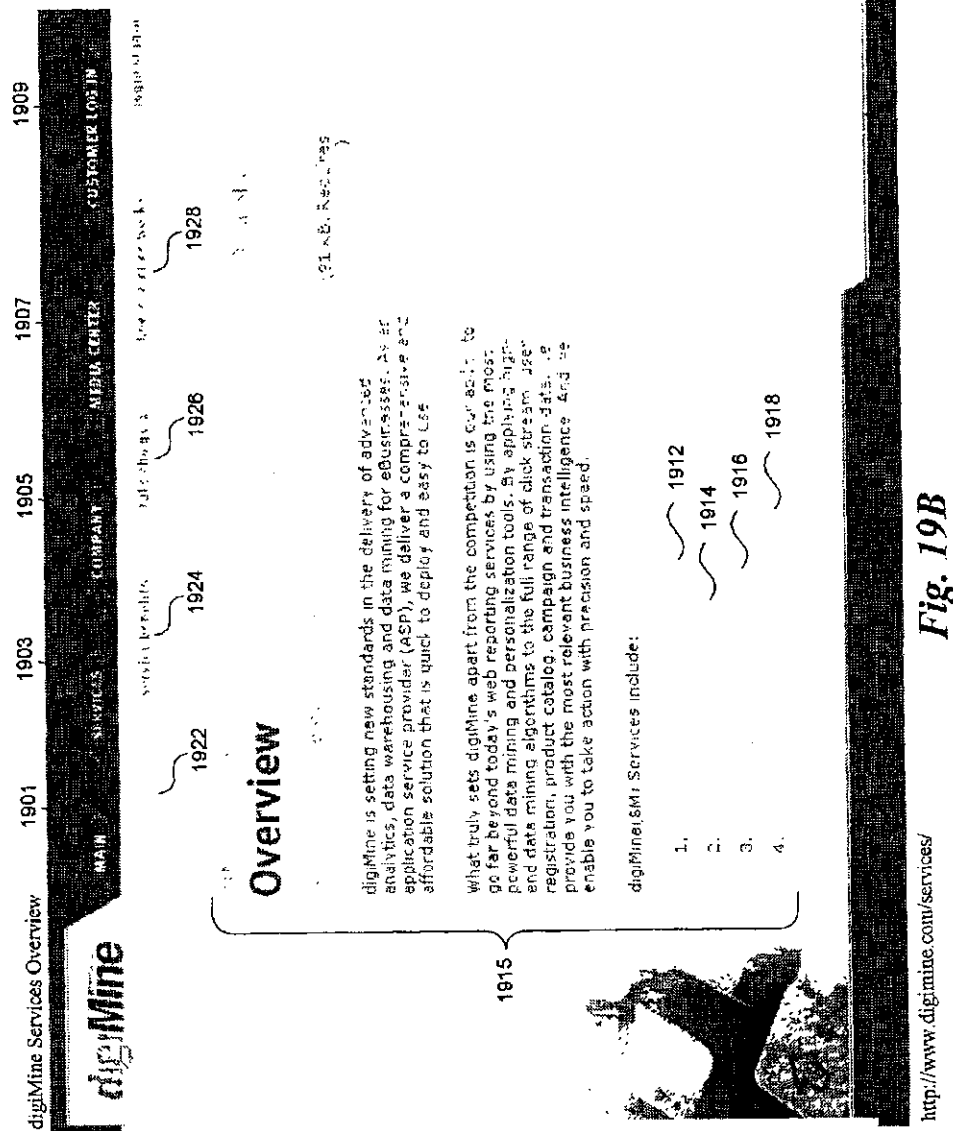 digiMine Services Overview
1901 1903 1905 1907 1909
digiMine
MAIN SERVICES COMPANY MEDIA CENTER CUSTOMER LOG IN
service benefits
1922 1924 1926 1928
Overview
(91 KB. Requires
)
digiMine is setting new standards in the delivery of advanced
analytics, data warehousing and data mining for eBusinesses. As an
application service provider (ASP), we deliver a comprehensive and
affordable solution that is quick to deploy and easy to use
1915
What truly sets digiMine apart from the competition is our ability to
go far beyond today's web reporting services by using the most
powerful data mining and personalization tools. By applying high-
end data mining algorithms to the full range of click stream, user
registration, product catalog, campaign and transaction data, we
provide you with the most relevant business intelligence. And we
enable you to take action with precision and speed.
digiMine(SM) Services include:
1. 1912
2. 1914
3. 1916
4. 1918
http://www.digimine.com/services/
Fig. 19B